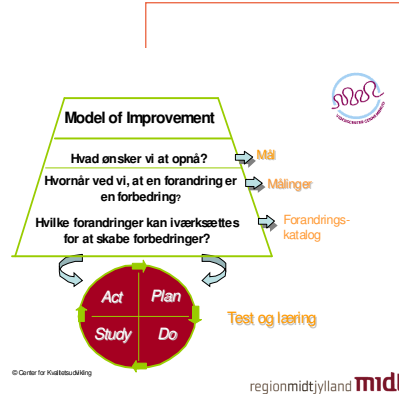 Model of Improvement
Hvad ønsker vi at opnå?
Mål
Hvornår ved vi, at en forandring er
en forbedring?
Målinger
Hvilke forandringer kan iværksættes
for at skabe forbedringer?
Forandrings-
katalog
Act
Plan
Study
Do
Test og læring
© Center for Kvalitetsudvikling
regionmidtjylland midt